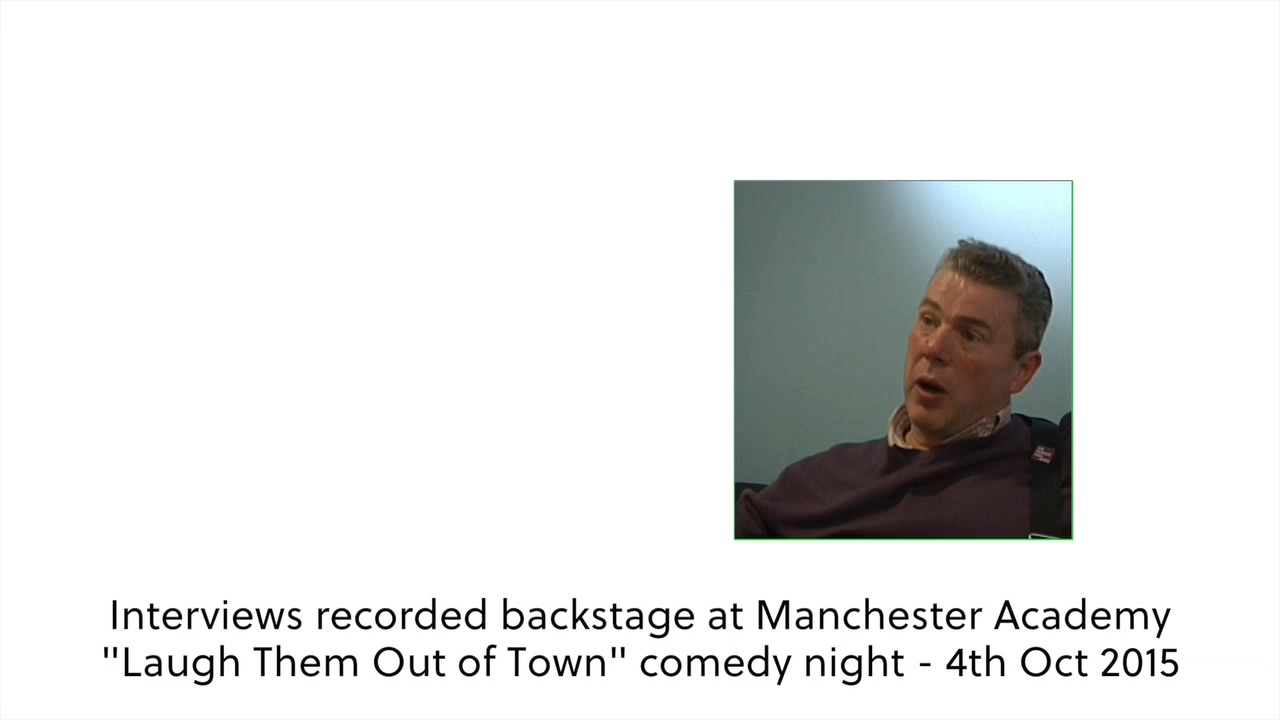 Interviews recorded backstage at Manchester Academy
"Laugh Them Out of Town" comedy night - 4th Oct 2015